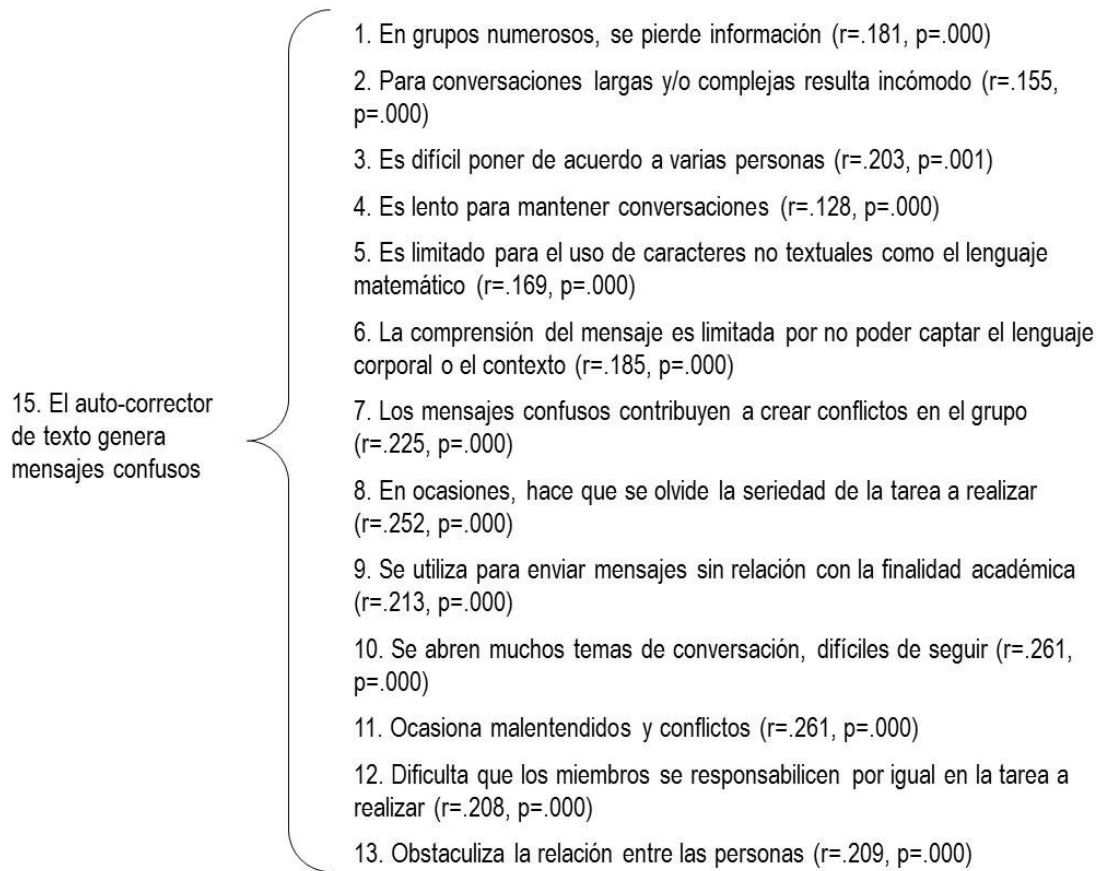 15. El auto-corrector
de texto genera
mensajes confusos
1. En grupos numerosos, se pierde información (r=.181, p=.000)
2. Para conversaciones largas y/o complejas resulta incómodo (r=.155,
p=.000)
3. Es difícil poner de acuerdo a varias personas (r=.203, p=.001)
4. Es lento para mantener conversaciones (r=.128, p=.000)
5. Es limitado para el uso de caracteres no textuales como el lenguaje
matemático (r=.169, p=.000)
6. La comprensión del mensaje es limitada por no poder captar el lenguaje
corporal o el contexto (r=.185, p=.000)
7. Los mensajes confusos contribuyen a crear conflictos en el grupo
(r=.225, p=.000)
8. En ocasiones, hace que se olvide la seriedad de la tarea a realizar
(r=.252, p=.000)
9. Se utiliza para enviar mensajes sin relación con la finalidad académica
(r=.213, p=.000)
10. Se abren muchos temas de conversación, difíciles de seguir (r=.261,
p=.000)
11. Ocasiona malentendidos y conflictos (r=.261, p=.000)
12. Dificulta que los miembros se responsabilicen por igual en la tarea a
realizar (r=.208, p=.000)
13. Obstaculiza la relación entre las personas (r=.209, p=.000)